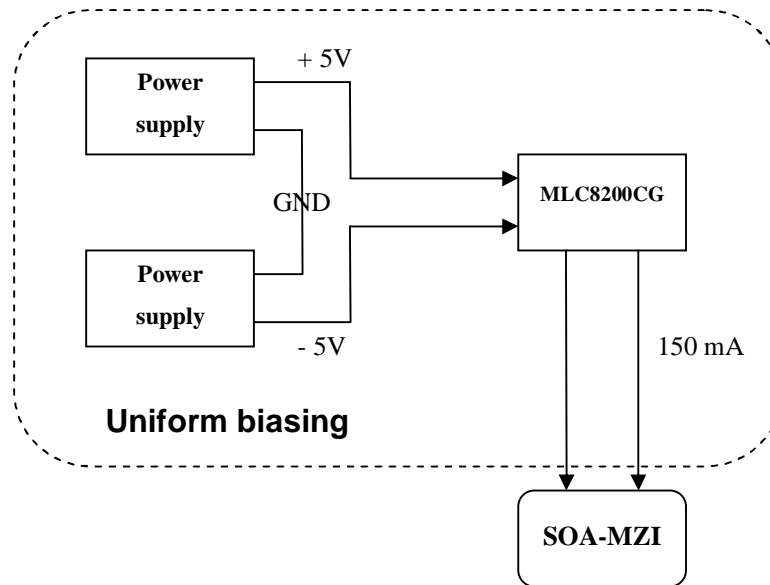 + 5V
Power
supply
MLC8200CG
GND
Power
supply
- 5V
150 mA
Uniform biasing
SOA-MZI